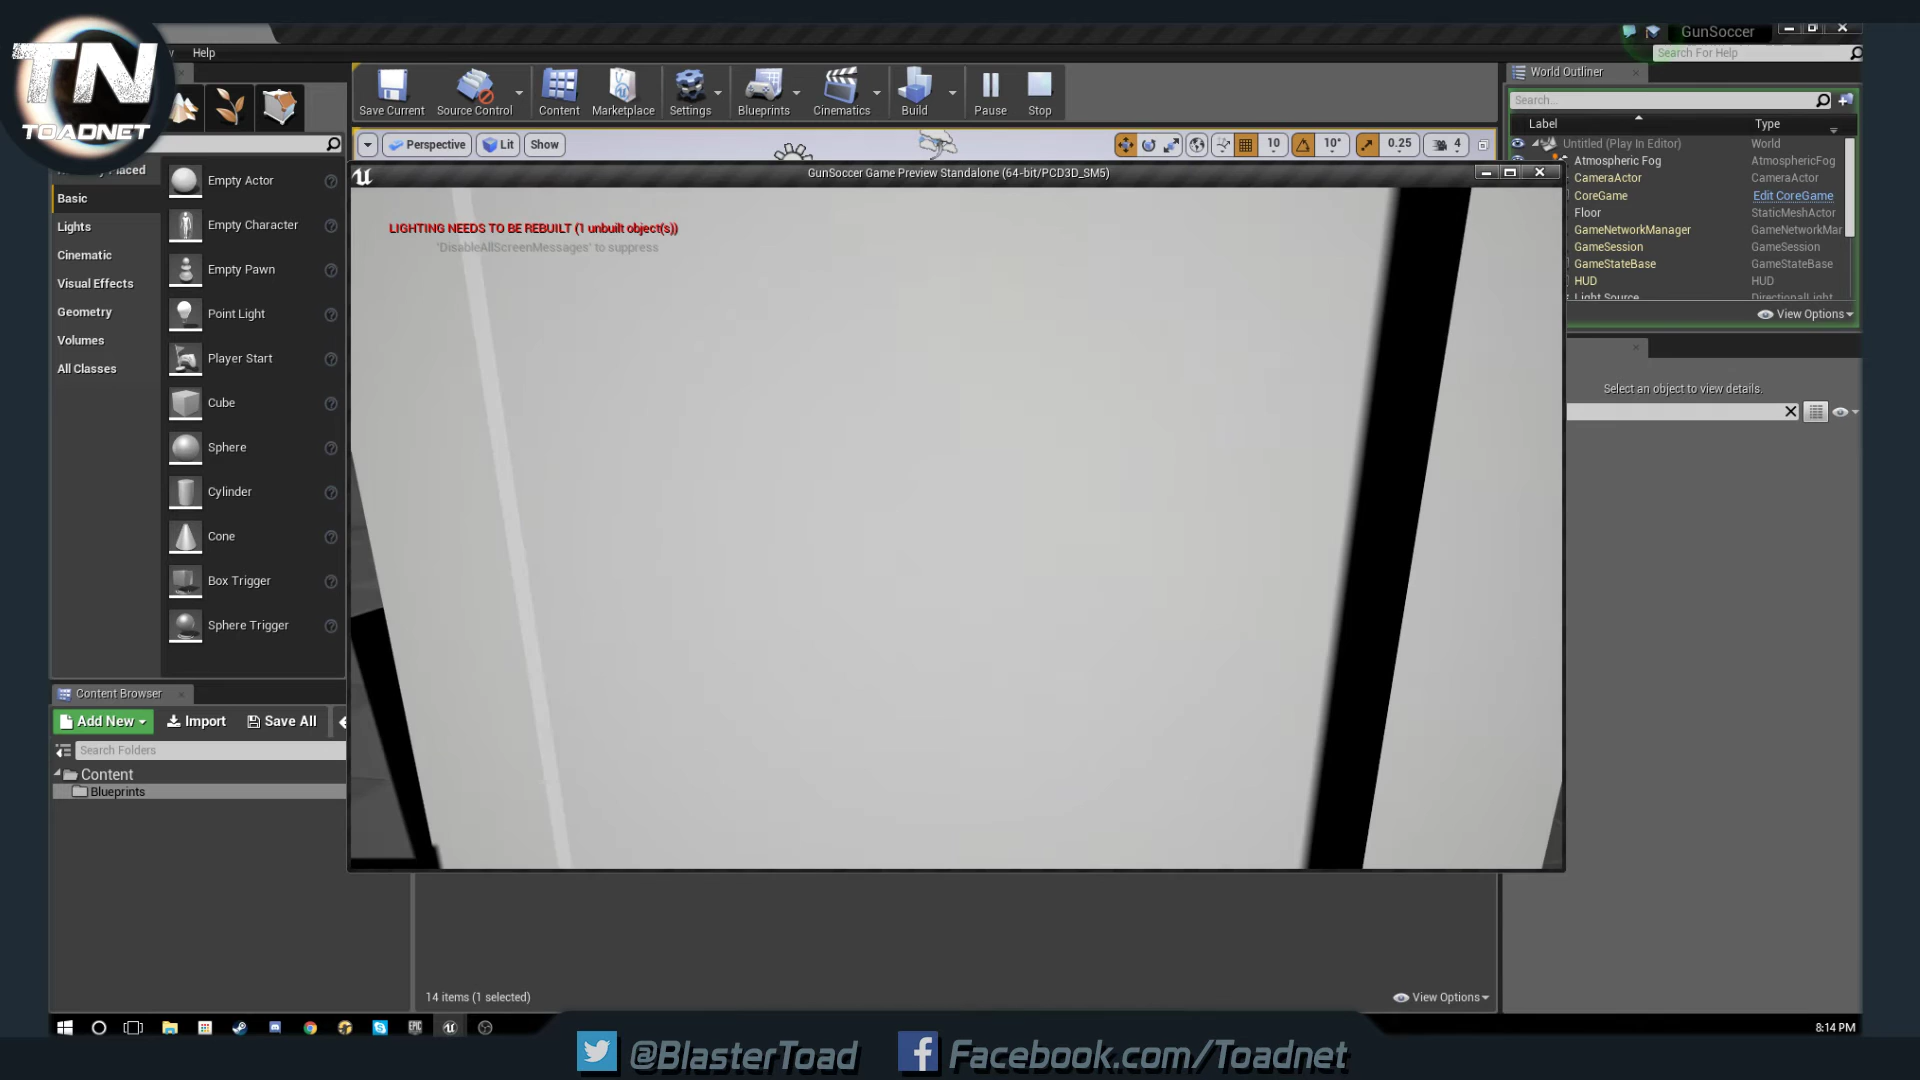 TN
TOADNET
Help
GunSoccer
Search For Help
Save Current
Source Control
Content
Marketplace
Settings
Blueprints
Cinematics
Build
Pause
Stop
World Outliner
Search...
Label
Type
Perspective
Lit
Show
10
10°
0.25
4
Untitled (Play In Editor)
World
Atmospheric Fog
AtmosphericFog
CameraActor
CameraActor
CoreGame
Edit CoreGame
Floor
StaticMeshActor
GameNetworkManager
GameNetworkMar
GameSession
GameSession
GameStateBase
GameStateBase
HUD
HUD
Light Source
DirectionalLight
View Options
GunSoccer Game Preview Standalone (64-bit/PCD3D_SM5)
LIGHTING NEEDS TO BE REBUILT (1 unbuilt object(s))
'DisableAllScreenMessages' to suppress
Placed
Basic
Lights
Cinematic
Visual Effects
Geometry
Volumes
All Classes
Empty Actor
Empty Character
Empty Pawn
Point Light
Player Start
Cube
Sphere
Cylinder
Cone
Box Trigger
Sphere Trigger
Select an object to view details.
Content Browser
Add New
Import
Save All
Search Folders
Content
Blueprints
14 items (1 selected)
View Options
EPIC
8:14 PM
@BlasterToad
Facebook.com/Toadnet